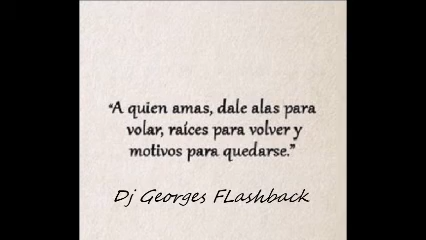 “A quien amas, dale alas para
volar, raíces para volver y
motivos para quedarse.”
Dj Georges FLashback